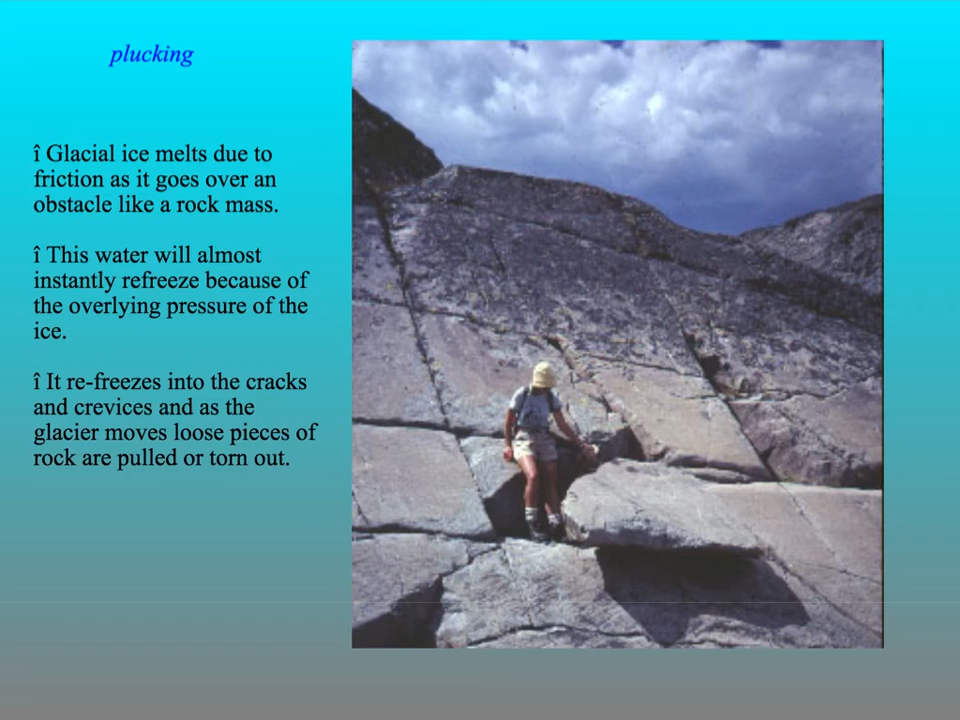 plucking
î Glacial ice melts due to
friction as it goes over an
obstacle like a rock mass.
î This water will almost
instantly refreeze because of
the overlying pressure of the
ice.
î It re-freezes into the cracks
and crevices and as the
glacier moves loose pieces of
rock are pulled or torn out.